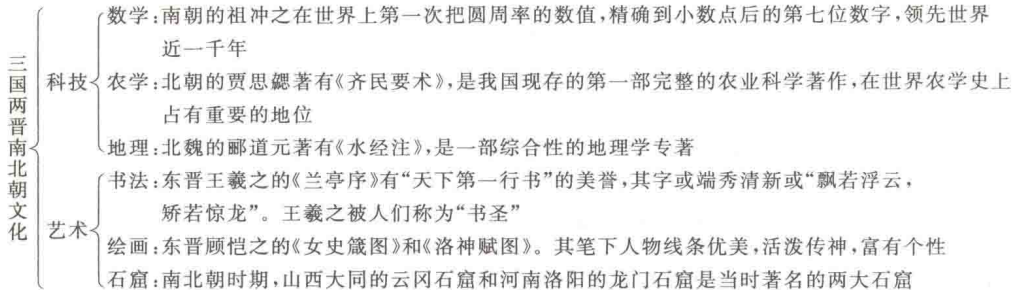 三国两晋南北朝文化
科技
数学:南朝的祖冲之在世界上第一次把圆周率的数值,精确到小数点后的第七位数字,领先世界
近一千年
农学:北朝的贾思勰著有《齐民要术》,是我国现存的第一部完整的农业科学著作,在世界农学史上
占有重要的地位
地理:北魏的郦道元著有《水经注》,是一部综合性的地理学专著
艺术
书法:东晋王羲之的《兰亭序》有“天下第一行书”的美誉,其字或端秀清新或“飘若浮云,
矫若惊龙”。王羲之被人们称为“书圣”
绘画:东晋顾恺之的《女史箴图》和《洛神赋图》。其笔下人物线条优美,活泼传神,富有个性
石窟:南北朝时期,山西大同的云冈石窟和河南洛阳的龙门石窟是当时著名的两大石窟